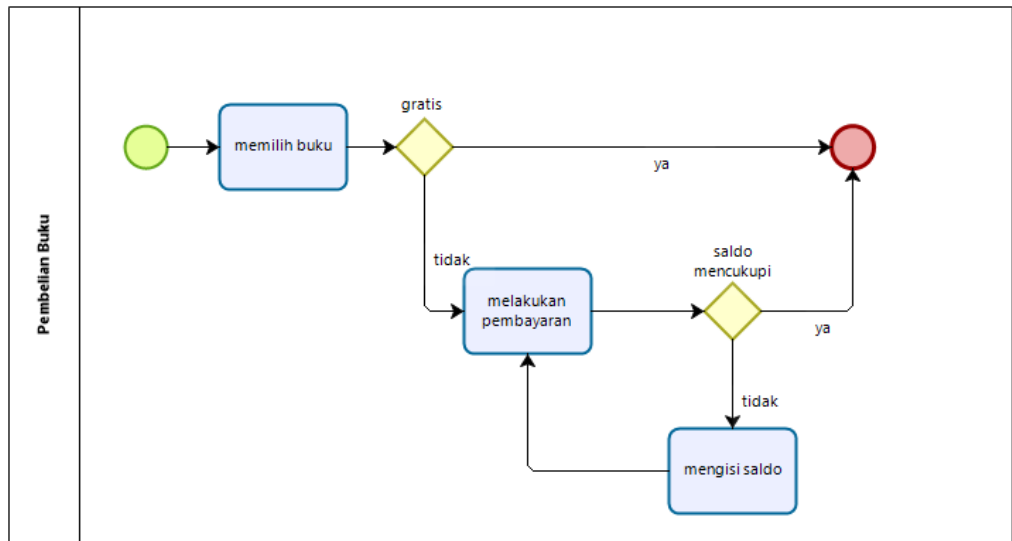 Pembelian Buku
gratis
memilih buku
ya
tidak
saldo
mencukupi
melakukan
pembayaran
ya
tidak
mengisi saldo